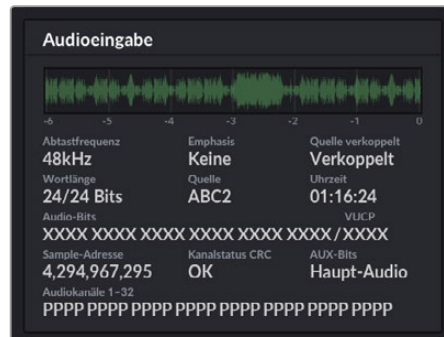 Audioeingabe
-6 -5 -4 -3 -2 -1 0
Abtastfrequenz Emphasis Quelle verkoppelt
48kHz Keine Verkoppelt
Wortlänge Quelle Uhrzeit
24/24 Bits ABC2 01:16:24
Audio-Bits VUCP
XXXX XXXX XXXX XXXX XXXX XXXX/XXXX
Sample-Adresse Kanalstatus CRC AUX-Bits
4,294,967,295 OK Haupt-Audio
Audiokanäle 1–32
PPPP PPPP PPPP PPPP PPPP PPPP PPPP PPPP